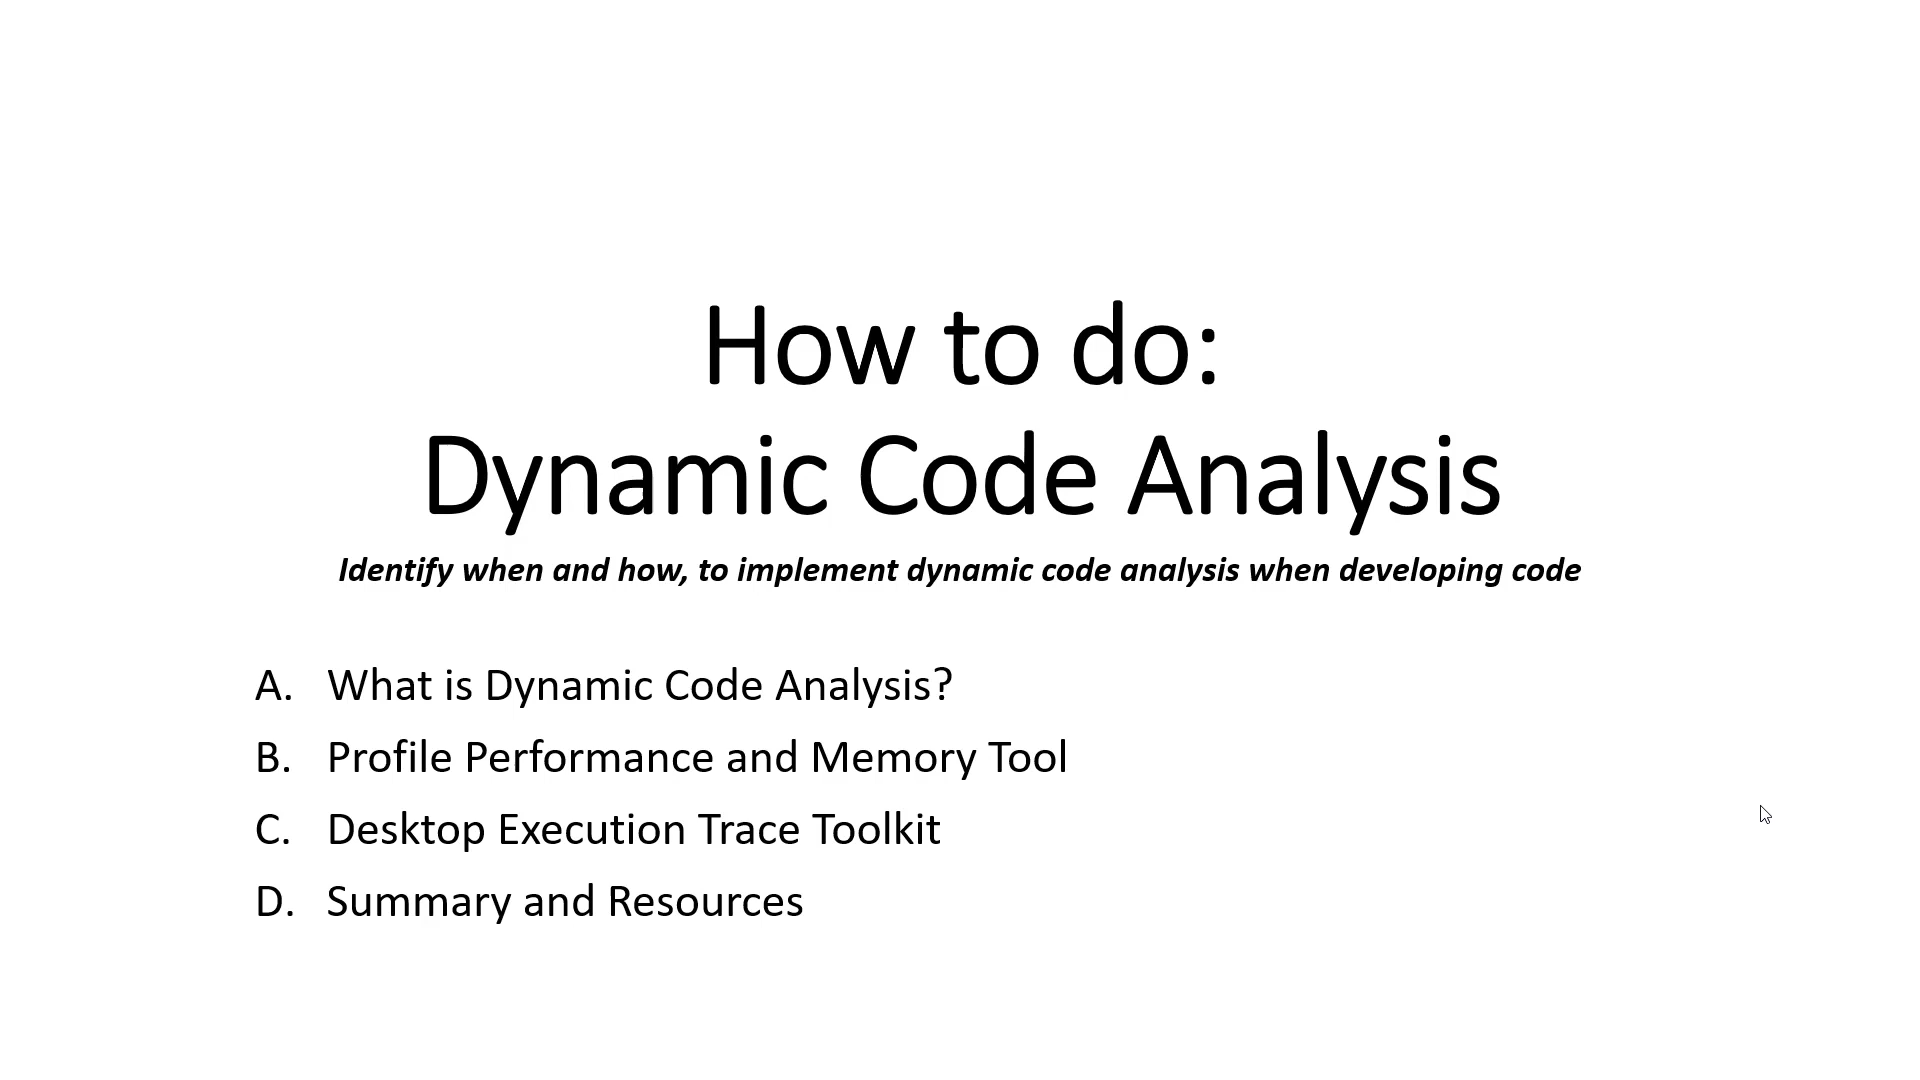 How to do:
Dynamic Code Analysis
Identify when and how, to implement dynamic code analysis when developing code
A. What is Dynamic Code Analysis?
B. Profile Performance and Memory Tool
C. Desktop Execution Trace Toolkit
D. Summary and Resources